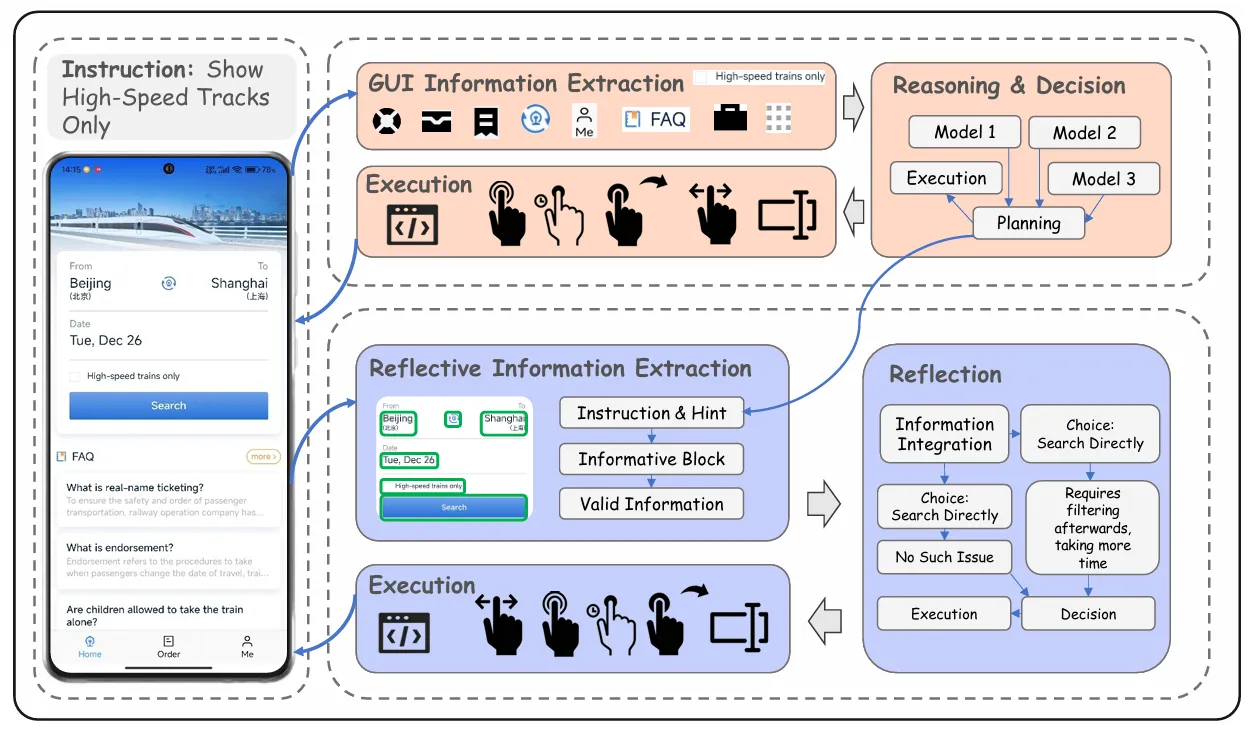 Instruction: Show
High-Speed Tracks
Only
14:15
78%
From
To
Beijing
Shanghai
(北京)
(上海)
Date
Tue, Dec 26
High-speed trains only
Search
FAQ
more >
What is real-name ticketing?
To ensure the safety and order of passenger
transportation, railway operation company has...
What is endorsement?
Endorsement refers to the procedures to take
when passengers change the date of travel, trai...
Are children allowed to take the train
alone?
Home
Order
Me
GUI Information Extraction
High-speed trains only
Me
FAQ
Execution
</>
Reasoning & Decision
Model 1
Model 2
Execution
Model 3
Planning
Reflective Information Extraction
From
To
Beijing
Shanghai
(北京)
(上海)
Date
Tue, Dec 26
High-speed trains only
Search
Instruction & Hint
Informative Block
Valid Information
Execution
</>
Reflection
Information
Integration
Choice:
Search Directly
Choice:
Search Directly
Requires
filtering
afterwards,
taking more
time
No Such Issue
Execution
Decision